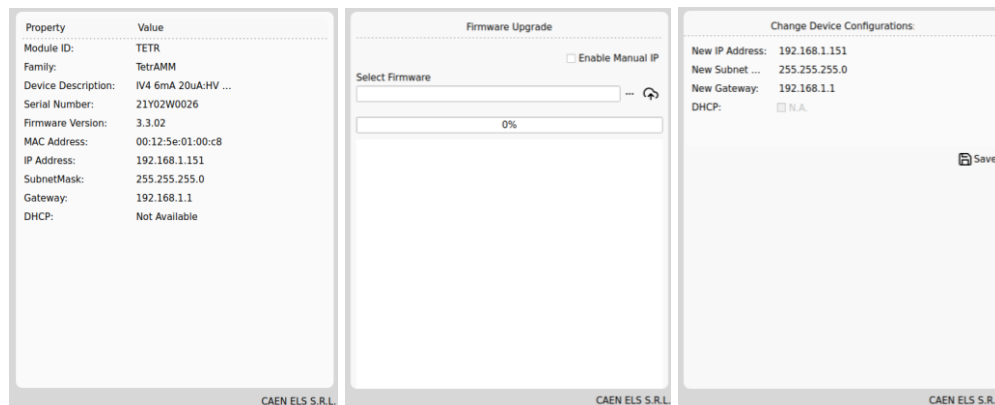 Property Value
Module ID: TETR
Family: TetrAMM
Device Description: IV4 6mA 20uA:HV ...
Serial Number: 21Y02W0026
Firmware Version: 3.3.02
MAC Address: 00:12:5e:01:00:c8
IP Address: 192.168.1.151
SubnetMask: 255.255.255.0
Gateway: 192.168.1.1
DHCP: Not Available
CAEN ELS S.R.L.
Firmware Upgrade
Enable Manual IP
Select Firmware
...
0%
CAEN ELS S.R.L.
Change Device Configurations:
New IP Address: 192.168.1.151
New Subnet ... 255.255.255.0
New Gateway: 192.168.1.1
DHCP: N.A.
Save
CAEN ELS S.R.